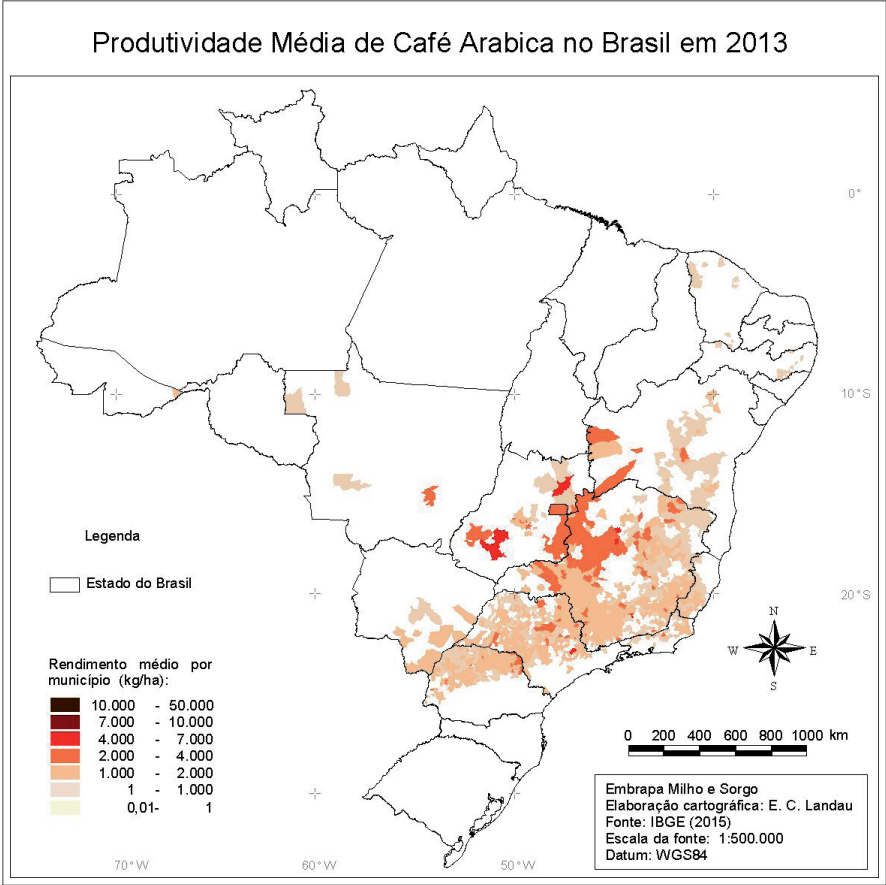 Produtividade Média de Café Arabica no Brasil em 2013
0°
10°S
20°S
Legenda
Estado do Brasil
Rendimento médio por
município (kg/ha):
10.000 - 50.000
7.000 - 10.000
4.000 - 7.000
2.000 - 4.000
1.000 - 2.000
1 - 1.000
0,01- 1
N
W E
S
0 200 400 600 800 1000 km
Embrapa Milho e Sorgo
Elaboração cartográfica: E. C. Landau
Fonte: IBGE (2015)
Escala da fonte: 1:500.000
Datum: WGS84
70°W 60°W 50°W